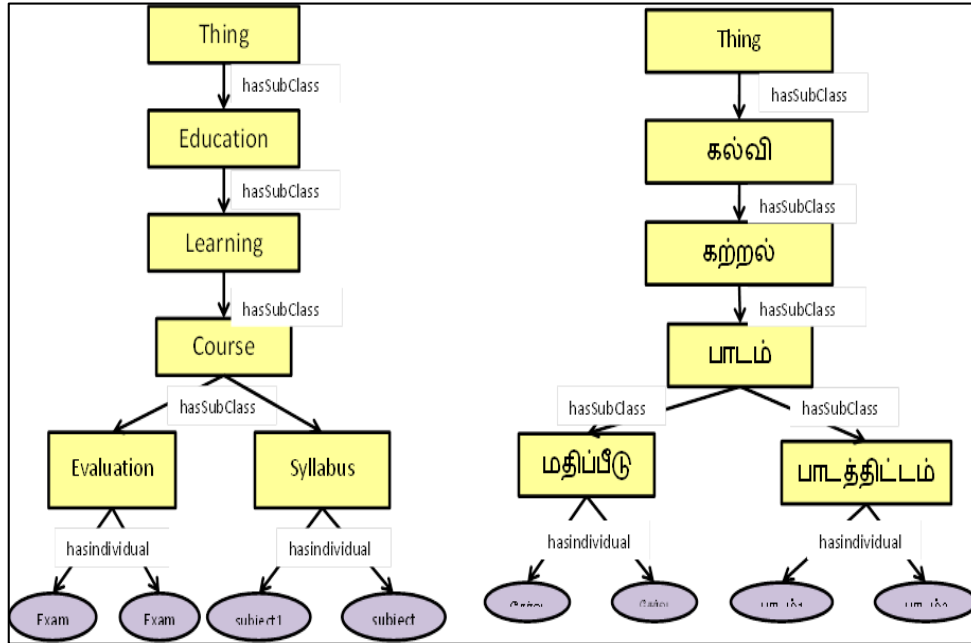 Thing
hasSubClass
Education
hasSubClass
Learning
hasSubClass
Course
hasSubClass
Evaluation
Syllabus
hasindividual
hasindividual
Exam
Exam
subject1
subject
Thing
hasSubClass
கல்வி
hasSubClass
கற்றல்
hasSubClass
பாடம்
hasSubClass
hasSubClass
மதிப்பீடு
பாடத்திட்டம்
hasindividual
hasindividual